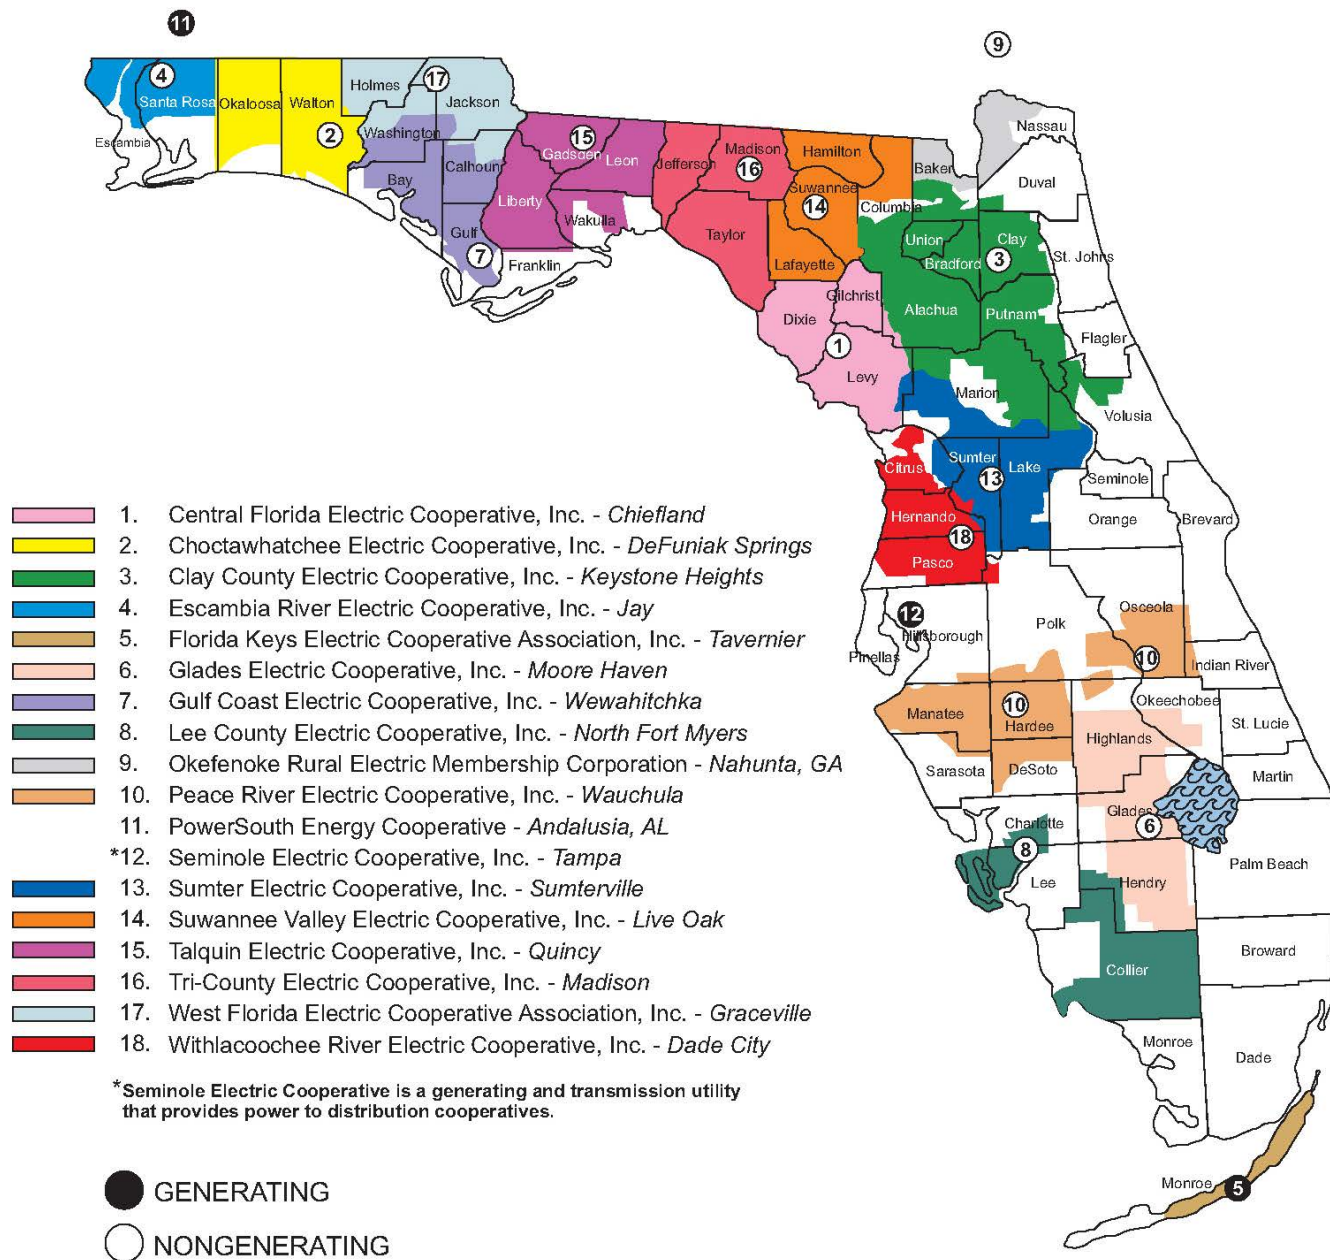 11
9
4
17
Holmes
Santa Rosa
Okaloosa
Walton
Jackson
Nassau
2
Washington
15
Madison
Hamilton
Escambia
Gadsden
Leon
Jefferson
16
Baker
Duval
Calhoun
Suwannee
Bay
Liberty
14
Columbia
Wakulla
Taylor
Union
Clay
Gulf
7
Bradford
3
St. Johns
Franklin
Lafayette
Gilchrist
Dixie
Alachua
Putnam
1
Flagler
Levy
Marion
Volusia
Citrus
Sumter
Lake
13
Seminole
Hernando
Orange
Brevard
18
Pasco
12
Hillsborough
Polk
Osceola
Pinellas
10
Indian River
10
Okeechobee
Manatee
Hardee
St. Lucie
Highlands
Sarasota
DeSoto
Martin
Glades
Charlotte
6
8
Palm Beach
Lee
Hendry
Broward
Collier
Monroe
Dade
Monroe
5
1. Central Florida Electric Cooperative, Inc. - Chiefland
2. Choctawhatchee Electric Cooperative, Inc. - DeFuniak Springs
3. Clay County Electric Cooperative, Inc. - Keystone Heights
4. Escambia River Electric Cooperative, Inc. - Jay
5. Florida Keys Electric Cooperative Association, Inc. - Tavernier
6. Glades Electric Cooperative, Inc. - Moore Haven
7. Gulf Coast Electric Cooperative, Inc. - Wewahitchka
8. Lee County Electric Cooperative, Inc. - North Fort Myers
9. Okefenoke Rural Electric Membership Corporation - Nahunta, GA
10. Peace River Electric Cooperative, Inc. - Wauchula
11. PowerSouth Energy Cooperative - Andalusia, AL
*12. Seminole Electric Cooperative, Inc. - Tampa
13. Sumter Electric Cooperative, Inc. - Sumterville
14. Suwannee Valley Electric Cooperative, Inc. - Live Oak
15. Talquin Electric Cooperative, Inc. - Quincy
16. Tri-County Electric Cooperative, Inc. - Madison
17. West Florida Electric Cooperative Association, Inc. - Graceville
18. Withlacoochee River Electric Cooperative, Inc. - Dade City
*Seminole Electric Cooperative is a generating and transmission utility
that provides power to distribution cooperatives.
GENERATING
NONGENERATING